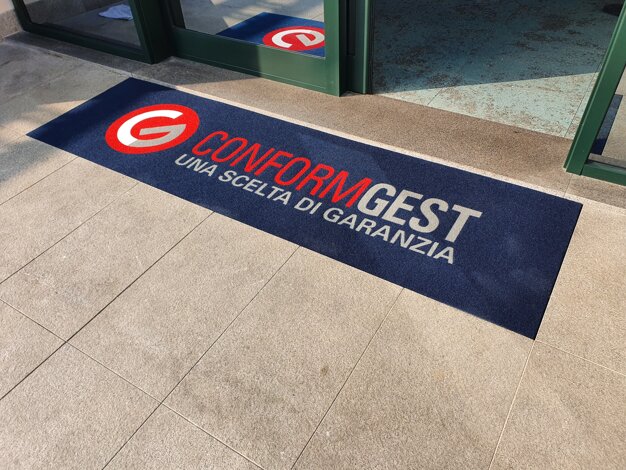 G
CONFORMGEST
UNA SCELTA DI GARANZIA